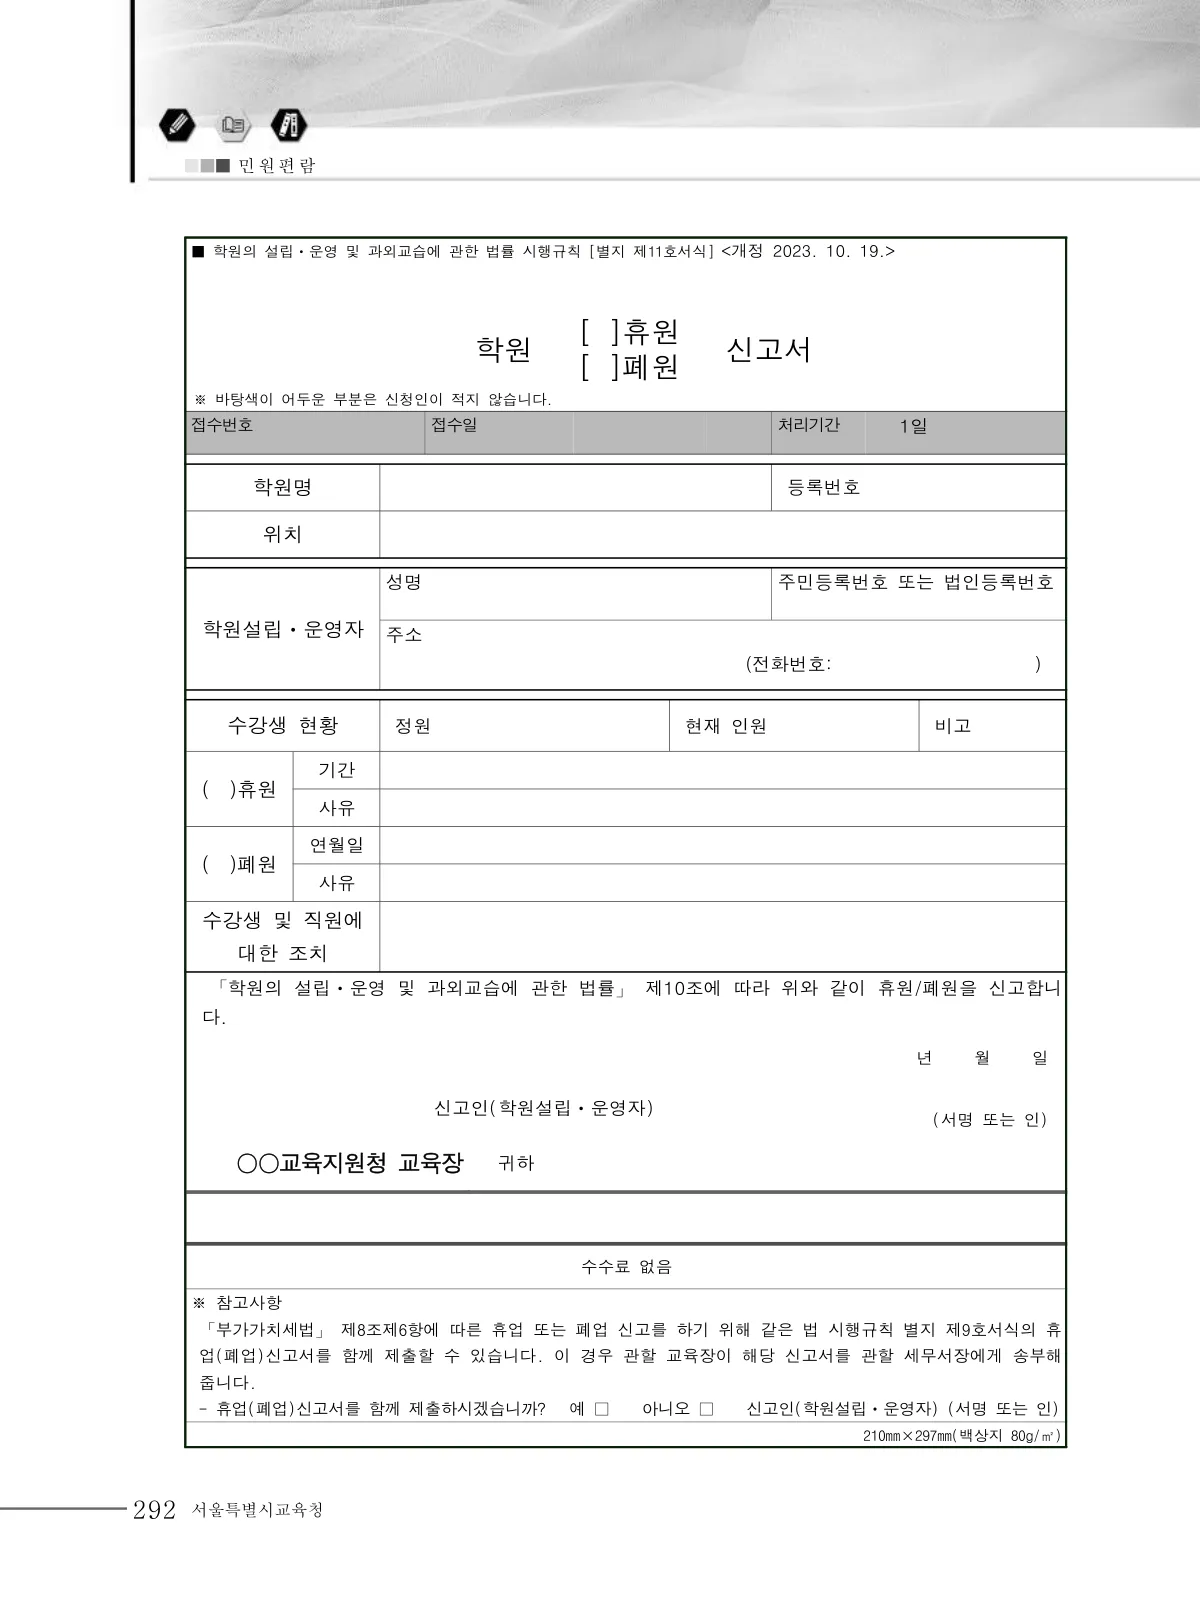 민원편람
■ 학원의 설립·운영 및 과외교습에 관한 법률 시행규칙 [별지 제11호서식] <개정 2023. 10. 19.>
학원 [ ]휴원 신고서
[ ]폐원
※ 바탕색이 어두운 부분은 신청인이 적지 않습니다.
접수번호 접수일 처리기간 1일
학원명 등록번호
위치
성명 주민등록번호 또는 법인등록번호
학원설립·운영자
주소
(전화번호: )
수강생 현황 정원 현재 인원 비고
( )휴원 기간
사유
( )폐원 연월일
사유
수강생 및 직원에
대한 조치
「학원의 설립·운영 및 과외교습에 관한 법률」 제10조에 따라 위와 같이 휴원/폐원을 신고합니
다.
년 월 일
신고인(학원설립·운영자)
(서명 또는 인)
○○교육지원청 교육장 귀하
수수료 없음
※ 참고사항
「부가가치세법」 제8조제6항에 따른 휴업 또는 폐업 신고를 하기 위해 같은 법 시행규칙 별지 제9호서식의 휴
업(폐업)신고서를 함께 제출할 수 있습니다. 이 경우 관할 교육장이 해당 신고서를 관할 세무서장에게 송부해
줍니다.
- 휴업(폐업)신고서를 함께 제출하시겠습니까? 예 □ 아니오 □ 신고인(학원설립·운영자) (서명 또는 인)
210㎜×297㎜(백상지 80g/㎡)
292 서울특별시교육청